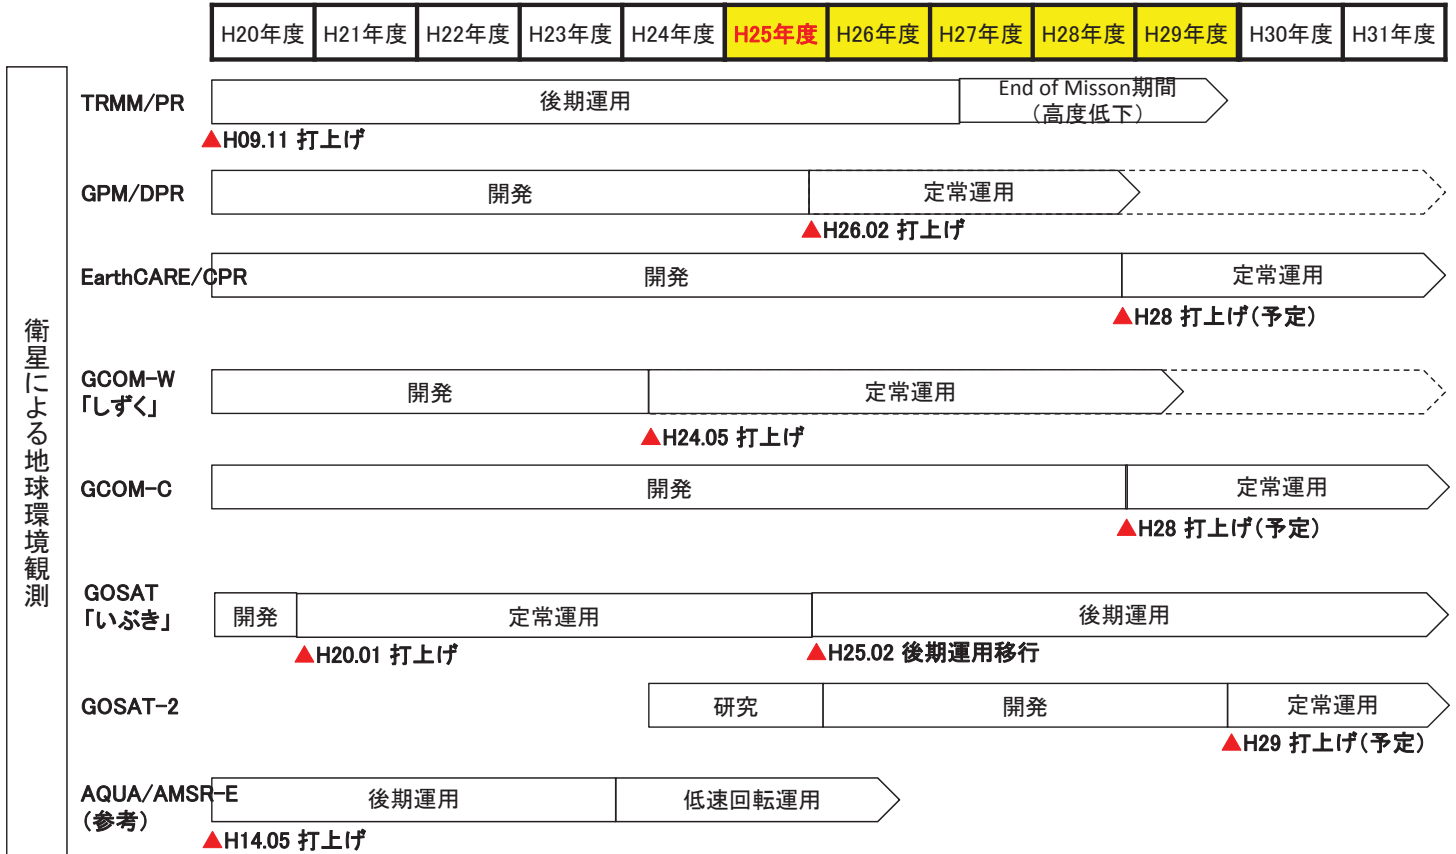 H20年度 H21年度 H22年度 H23年度 H24年度 H25年度 H26年度 H27年度 H28年度 H29年度 H30年度 H31年度
衛星による地球環境観測
TRMM/PR
後期運用
End of Misson期間
（高度低下）
▲H09.11 打上げ
GPM/DPR
開発
定常運用
▲H26.02 打上げ
EarthCARE/CPR
開発
定常運用
▲H28 打上げ（予定）
GCOM-W
「しずく」
開発
定常運用
▲H24.05 打上げ
GCOM-C
開発
定常運用
▲H28 打上げ（予定）
GOSAT
「いぶき」
開発
定常運用
後期運用
▲H20.01 打上げ
▲H25.02 後期運用移行
GOSAT-2
研究
開発
定常運用
▲H29 打上げ（予定）
AQUA/AMSR-E
（参考）
後期運用
低速回転運用
▲H14.05 打上げ